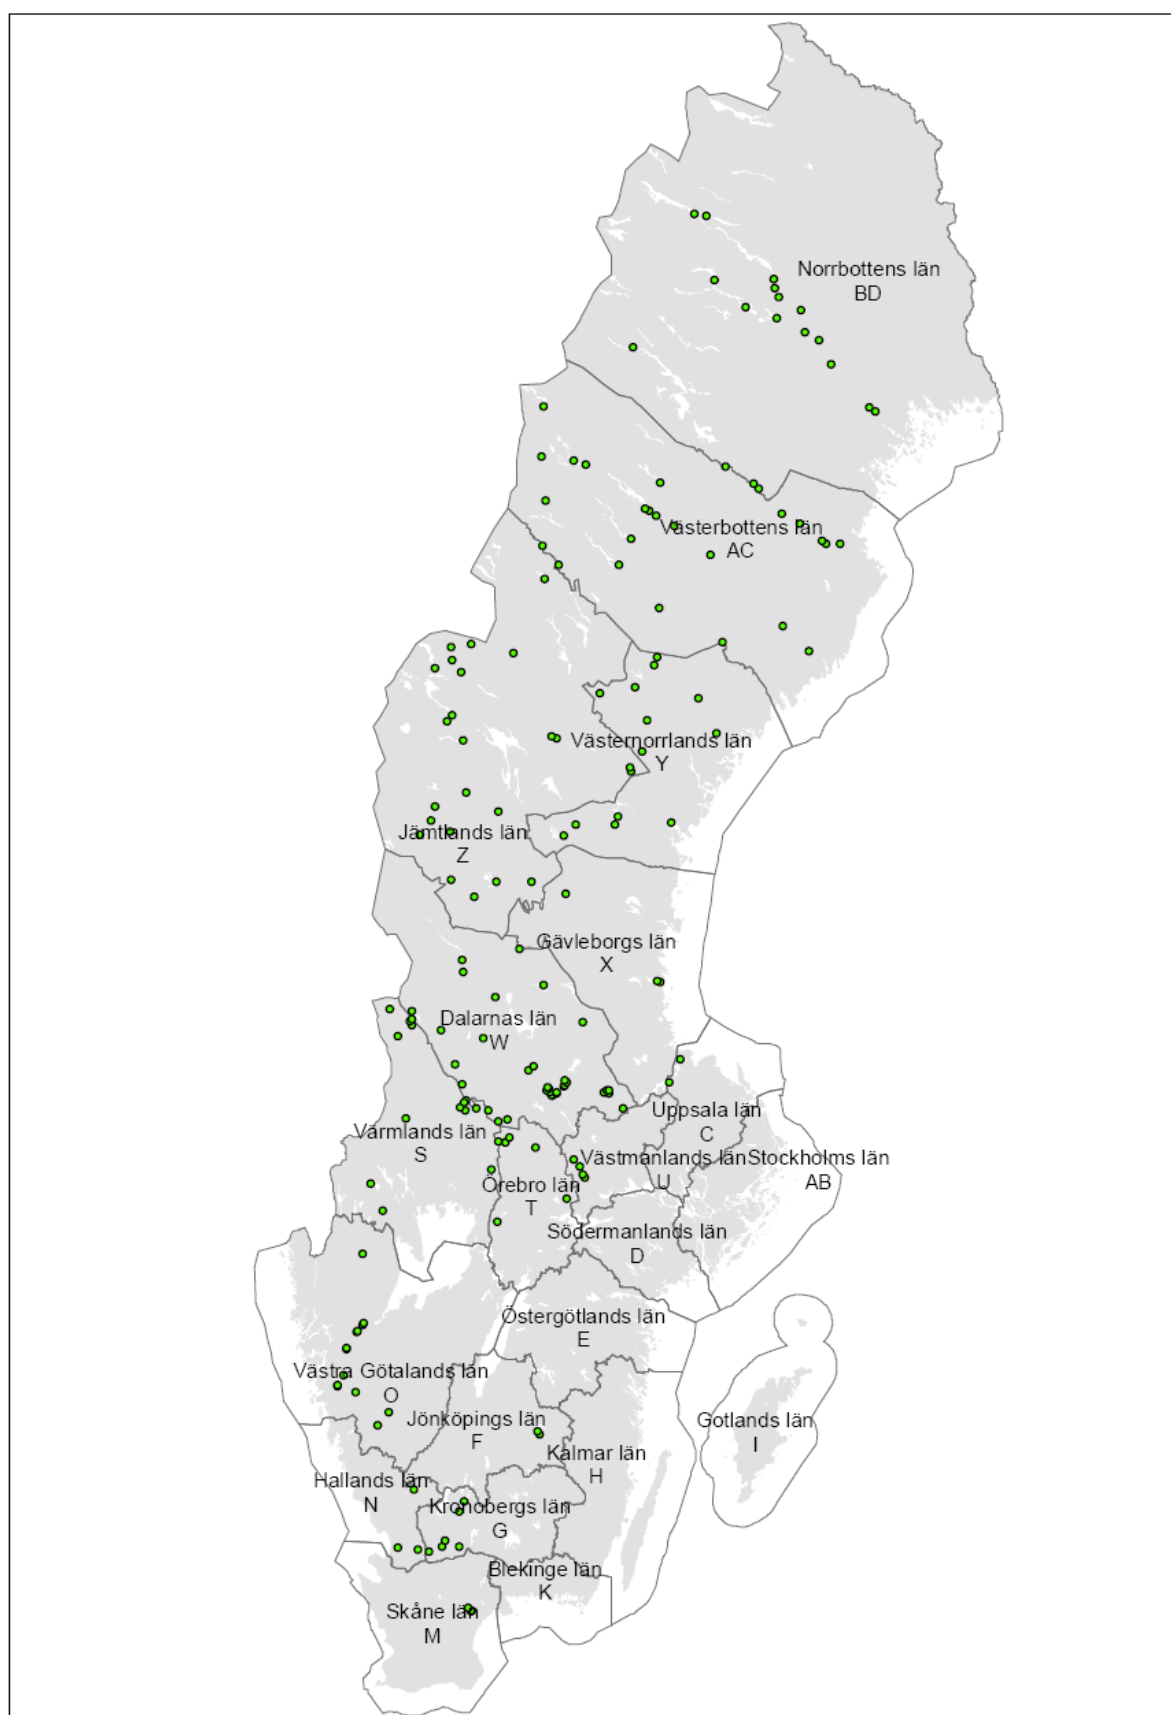 Norrbottens län
BD
Västerbottens län
AC
Västernorrlands län
Y
Jämtlands län
Z
Gävleborgs län
X
Dalarnas län
W
Uppsala län
C
Värmlands län
S
Västmanlands län
U
Stockholms län
AB
Örebro län
T
Södermanlands län
D
Östergötlands län
E
Västra Götalands län
O
Jönköpings län
F
Gotlands län
I
Kalmar län
H
Hallands län
N
Kronobergs län
G
Blekinge län
K
Skåne län
M